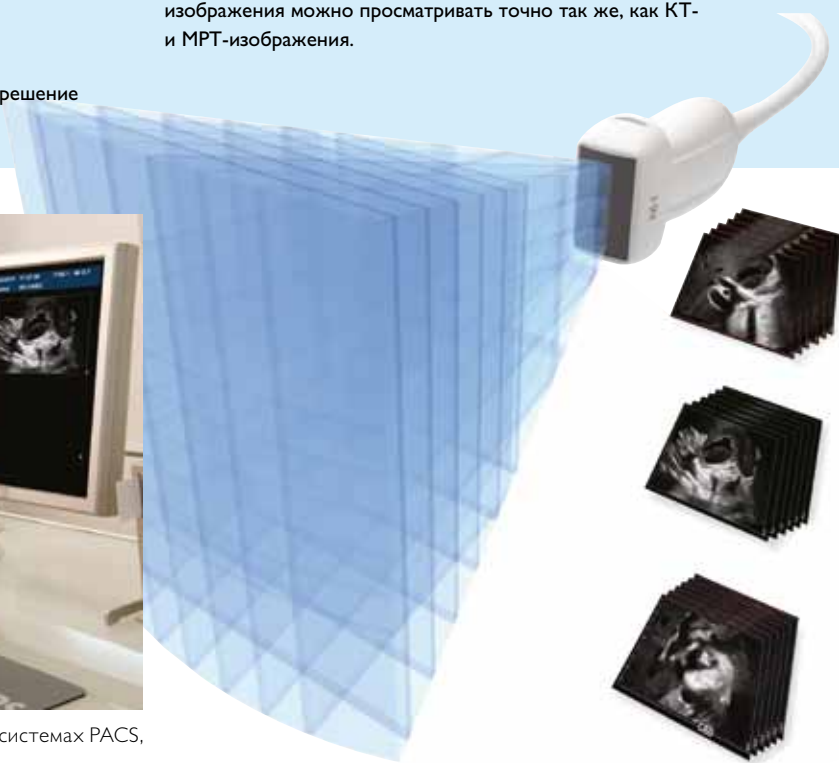 изображения можно просматривать точно так же, как КТ-
и МРТ-изображения.
решение
системах PACS,